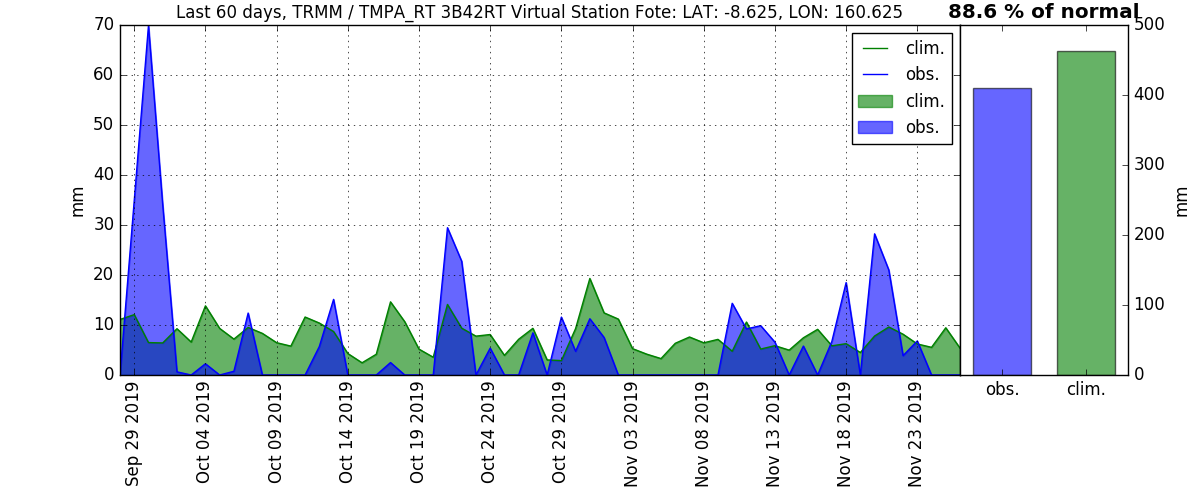 Last 60 days, TRMM / TMPA_RT 3B42RT Virtual Station Fote: LAT: -8.625, LON: 160.625
88.6 % of normal
70
60
50
40
30
20
10
0
mm
clim.
obs.
clim.
obs.
500
400
300
200
100
0
mm
obs.
clim.
Sep 29 2019
Oct 04 2019
Oct 09 2019
Oct 14 2019
Oct 19 2019
Oct 24 2019
Oct 29 2019
Nov 03 2019
Nov 08 2019
Nov 13 2019
Nov 18 2019
Nov 23 2019